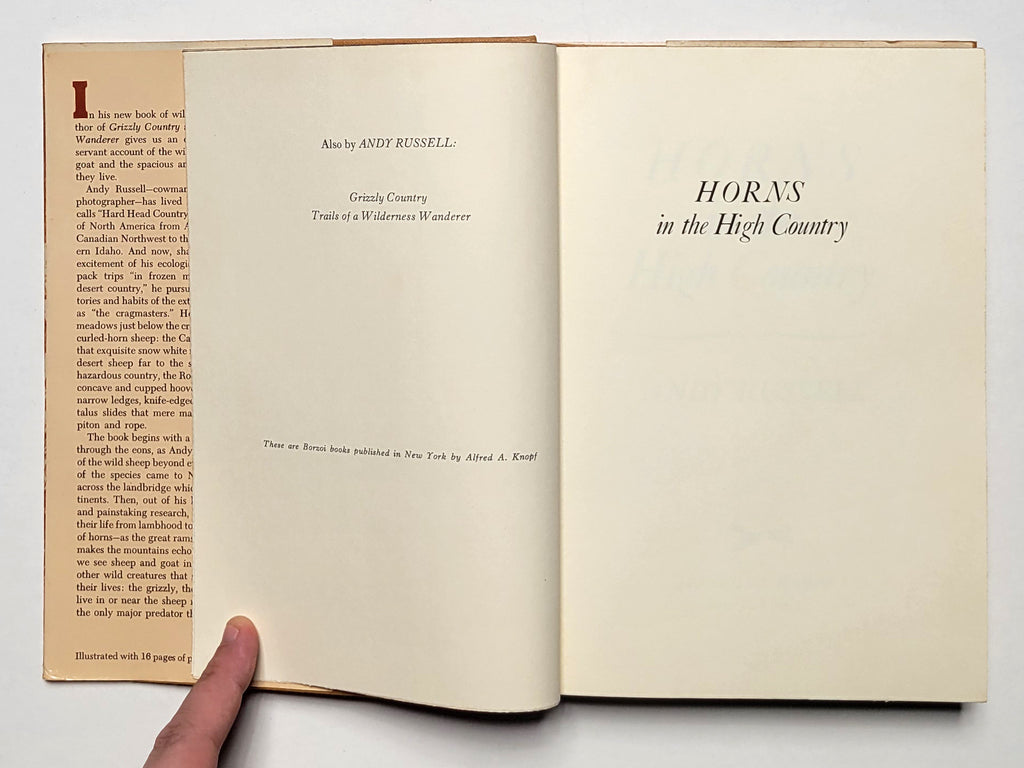 In his new book of wil
thor of Grizzly Country
Wanderer gives us an
servant account of the wi
goat and the spacious an
they live.
Andy Russell—cowman
photographer—has lived
calls "Hard Head Country
of North America from A
Canadian Northwest to th
ern Idaho. And now, sha
excitement of his ecologi
pack trips "in frozen m
desert country," he pursu
tories and habits of the ext
as "the cragmasters." He
meadows just below the cr
curled-horn sheep: the Ca
that exquisite snow white
desert sheep far to the s
hazardous country, the Ro
concave and cupped hoov
narrow ledges, knife-edged
talus slides that mere ma
piton and rope.
The book begins with a
through the eons, as Andy
of the wild sheep beyond e
of the species came to N
across the landbridge whic
tinents. Then, out of his
and painstaking research,
their life from lambhood to
of horns—as the great rams
makes the mountains echo
we see sheep and goat in
other wild creatures that
their lives: the grizzly, the
live in or near the sheep
the only major predator th
Illustrated with 16 pages of p
Also by ANDY RUSSELL:
Grizzly Country
Trails of a Wilderness Wanderer
These are Borzoi books published in New York by Alfred A. Knopf
HORNS
in the High Country